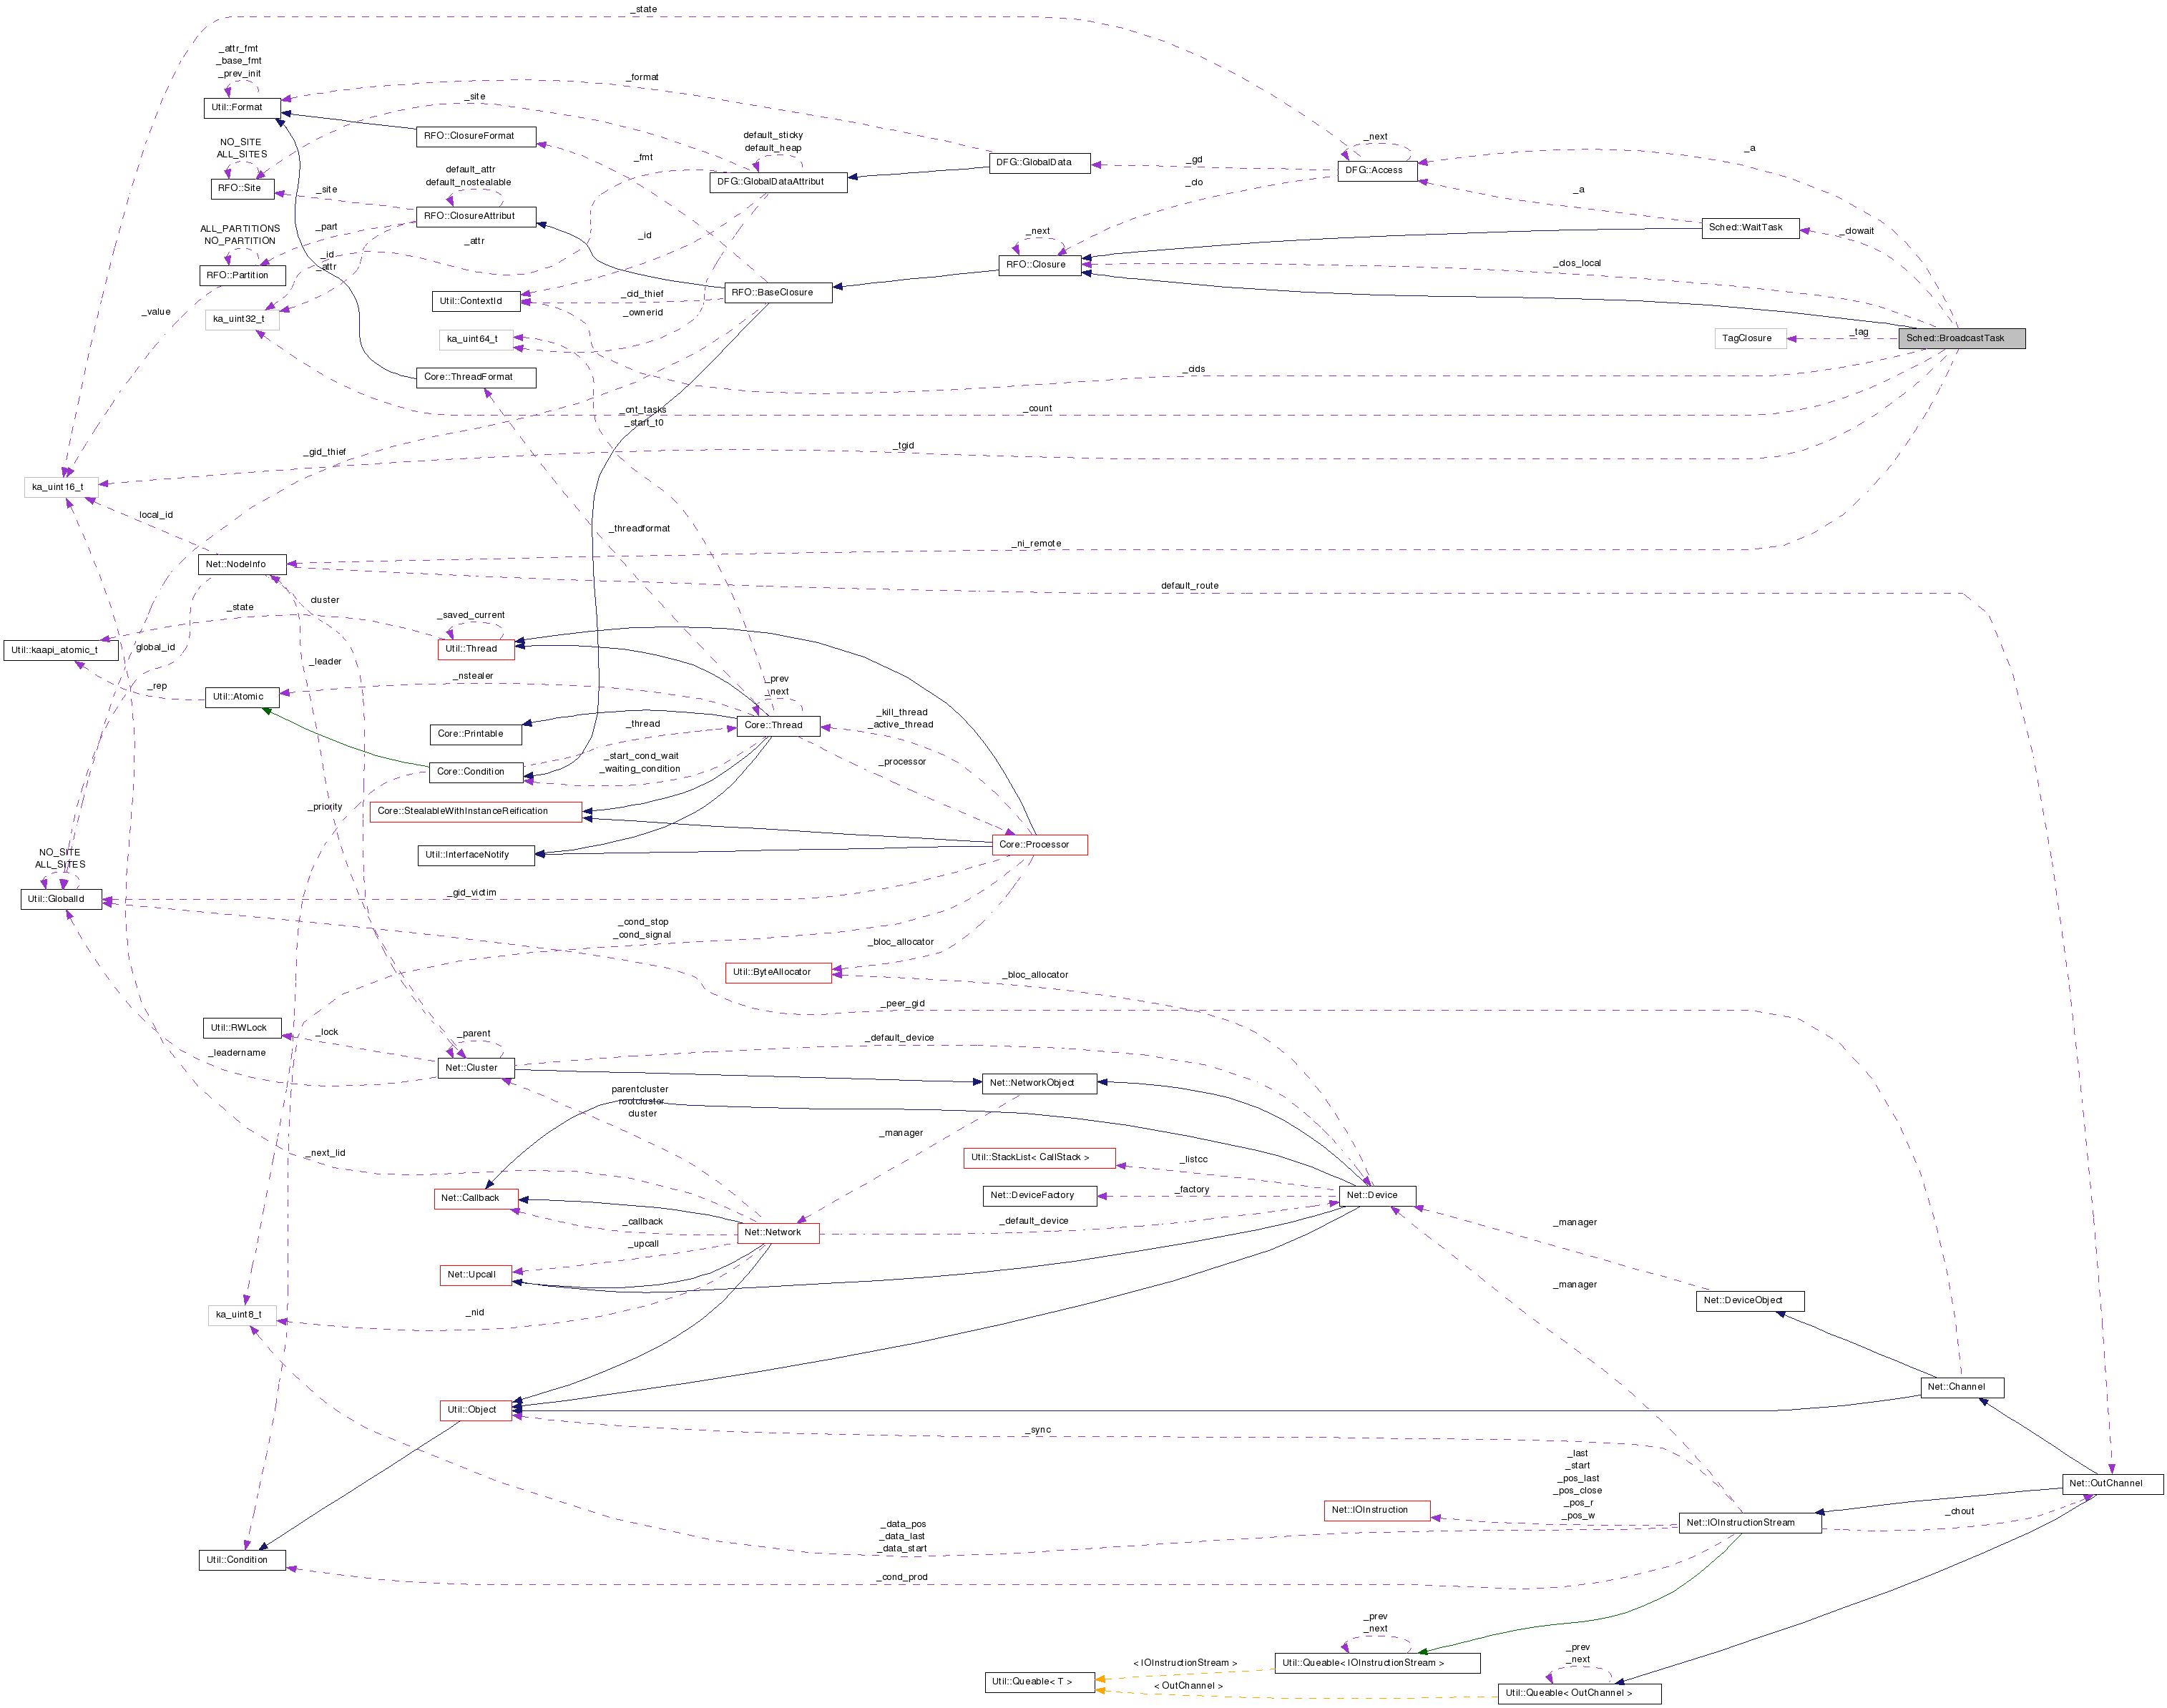 _state
_attr_fmt
_base_fmt
_prev_init
_format
Util::Format
_site
RFO::ClosureFormat
default_sticky
default_heap
_next
NO_SITE
ALL_SITES
_fmt
_a
DFG::GlobalData
_gd
DFG::Access
default_attr
default_nostealable
DFG::GlobalDataAttribut
_clo
RFO::Site
_site
_a
RFO::ClosureAttribut
ALL_PARTITIONS
NO_PARTITION
_part
_attr
_id
_next
Sched::WaitTask
_clowait
_id
_attr
RFO::Partition
RFO::Closure
_clos_local
RFO::BaseClosure
Util::ContextId
_cid_thief
_ownerid
_value
ka_uint32_t
ka_uint64_t
TagClosure
_tag
Sched::BroadcastTask
Core::ThreadFormat
_cids
_cnt_tasks
_start_t0
_count
_gid_thief
_tgid
ka_uint16_t
local_id
_threadformat
_ni_remote
Net::NodeInfo
default_route
cluster
_state
_saved_current
Util::kaapi_atomic_t
global_id
Util::Thread
_leader
_rep
_nstealer
_prev
_next
Util::Atomic
Core::Printable
_thread
Core::Thread
_kill_thread
_active_thread
_start_cond_wait
_waiting_condition
_processor
Core::Condition
_priority
Core::StealableWithInstanceReification
Core::Processor
Util::InterfaceNotify
NO_SITE
ALL_SITES
Util::GlobalId
_gid_victim
_cond_stop
_cond_signal
_bloc_allocator
Util::ByteAllocator
_bloc_allocator
_peer_gid
Util::RWLock
_lock
_parent
_default_device
_leadername
Net::Cluster
Net::NetworkObject
parentcluster
rootcluster
cluster
_manager
_next_lid
Util::StackList< CallStack >
_listcc
Net::Callback
Net::DeviceFactory
_factory
Net::Device
_callback
Net::Network
_default_device
_manager
_upcall
Net::Upcall
_manager
ka_uint8_t
_nid
Net::DeviceObject
Net::Channel
Util::Object
_sync
_last
_start
_pos_last
_pos_close
_pos_r
_pos_w
Net::OutChannel
Net::IOInstruction
Net::IOInstructionStream
_chout
_data_pos
_data_last
_data_start
Util::Condition
_cond_prod
_prev
_next
_prev
_next
< IOInstructionStream >
Util::Queable< IOInstructionStream >
Util::Queable< T >
< OutChannel >
Util::Queable< OutChannel >